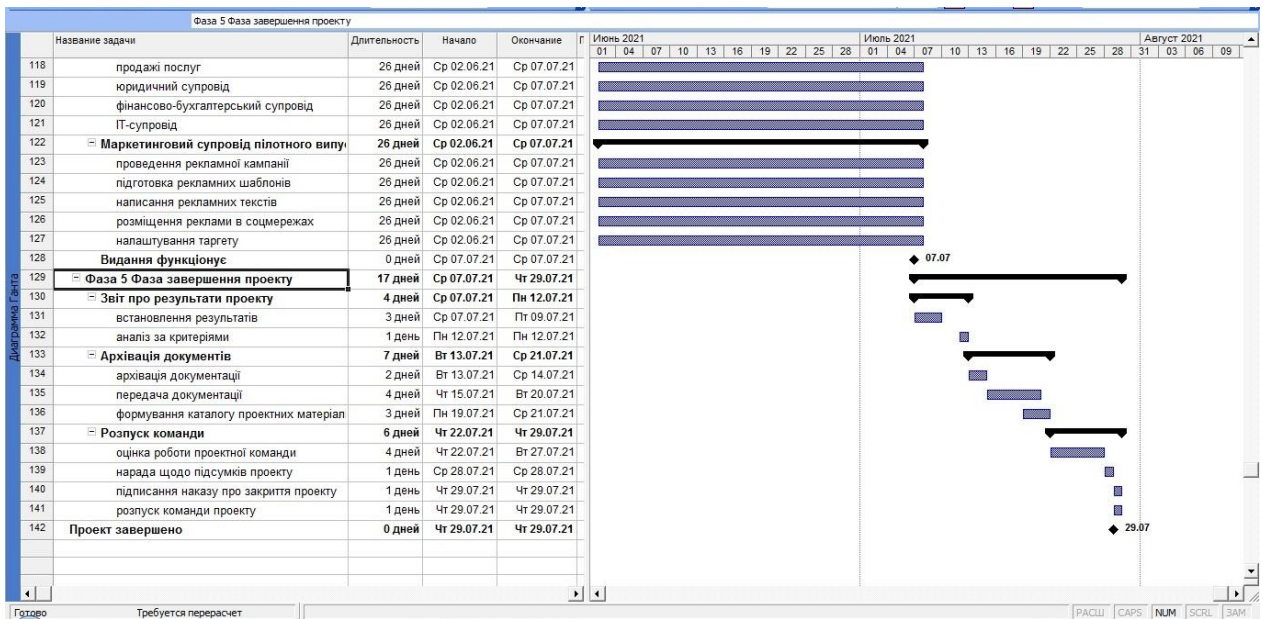 Фаза 5 Фаза завершення проекту
Название задачи Длительность Начало Окончание Июнь 2021 Июль 2021 Август 2021
01 04 07 10 13 16 19 22 25 28 01 04 07 10 13 16 19 22 25 28 31 03 06 09
118 продажі послуг 26 дней Ср 02.06.21 Ср 07.07.21
119 юридичний супровід 26 дней Ср 02.06.21 Ср 07.07.21
120 фінансово-бухгалтерський супровід 26 дней Ср 02.06.21 Ср 07.07.21
121 ІТ-супровід 26 дней Ср 02.06.21 Ср 07.07.21
122 Маркетинговий супровід пілотного випу 26 дней Ср 02.06.21 Ср 07.07.21
123 проведення рекламної кампанії 26 дней Ср 02.06.21 Ср 07.07.21
124 підготовка рекламних шаблонів 26 дней Ср 02.06.21 Ср 07.07.21
125 написання рекламних текстів 26 дней Ср 02.06.21 Ср 07.07.21
126 розміщення реклами в соцмережах 26 дней Ср 02.06.21 Ср 07.07.21
127 налаштування таргету 26 дней Ср 02.06.21 Ср 07.07.21
128 Видання функціонує 0 дней Ср 07.07.21 Ср 07.07.21 07.07
129 Фаза 5 Фаза завершення проекту 17 дней Ср 07.07.21 Чт 29.07.21
130 Звіт про результати проекту 4 дней Ср 07.07.21 Пн 12.07.21
131 встановлення результатів 3 дней Ср 07.07.21 Пт 09.07.21
132 аналіз за критеріями 1 день Пн 12.07.21 Пн 12.07.21
133 Архівація документів 7 дней Вт 13.07.21 Ср 21.07.21
134 архівація документації 2 дней Вт 13.07.21 Ср 14.07.21
135 передача документації 4 дней Чт 15.07.21 Вт 20.07.21
136 формування каталогу проектних матеріал 3 дней Пн 19.07.21 Ср 21.07.21
137 Розпуск команди 6 дней Чт 22.07.21 Чт 29.07.21
138 оцінка роботи проектної команди 4 дней Чт 22.07.21 Вт 27.07.21
139 нарада щодо підсумків проекту 1 день Ср 28.07.21 Ср 28.07.21
140 підписання наказу про закриття проекту 1 день Чт 29.07.21 Чт 29.07.21
141 розпуск команди проекту 1 день Чт 29.07.21 Чт 29.07.21
142 Проект завершено 0 дней Чт 29.07.21 Чт 29.07.21 29.07
Диаграмма Ганта
Готово Требуется перерасчет РАСШ CAPS NUM SCRL ЗАМ